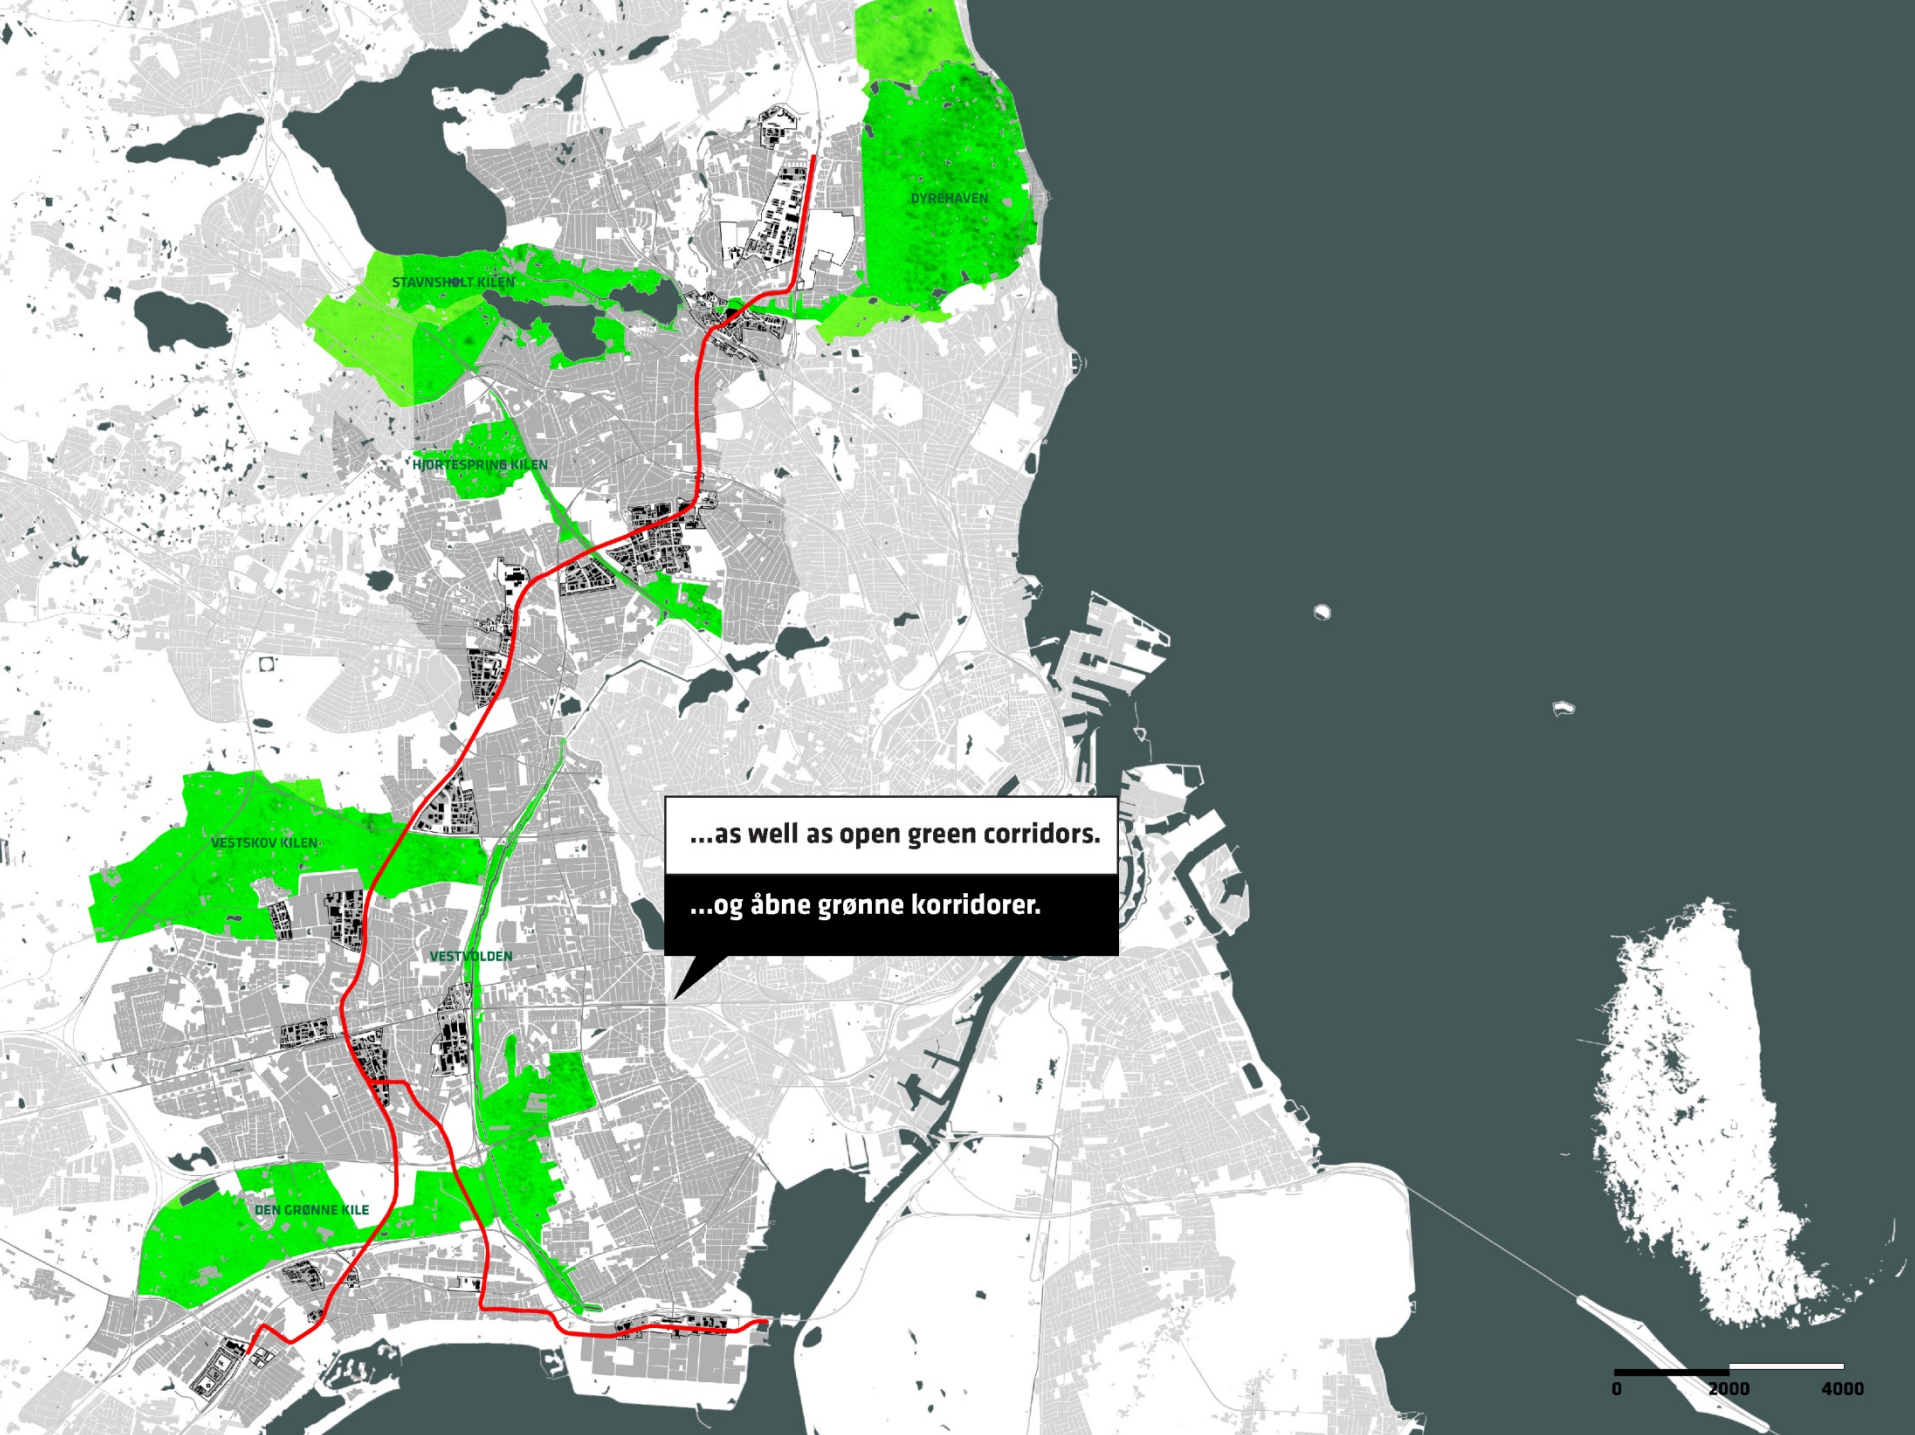 DYREHAVEN
STAVNSHOLT KILEN
HJORTESPRING KILEN
...as well as open green corridors.
VESTSKOV KILEN
...og åbne grønne korridorer.
VESTVOLDEN
DEN GRØNNE KILE
0 2000 4000